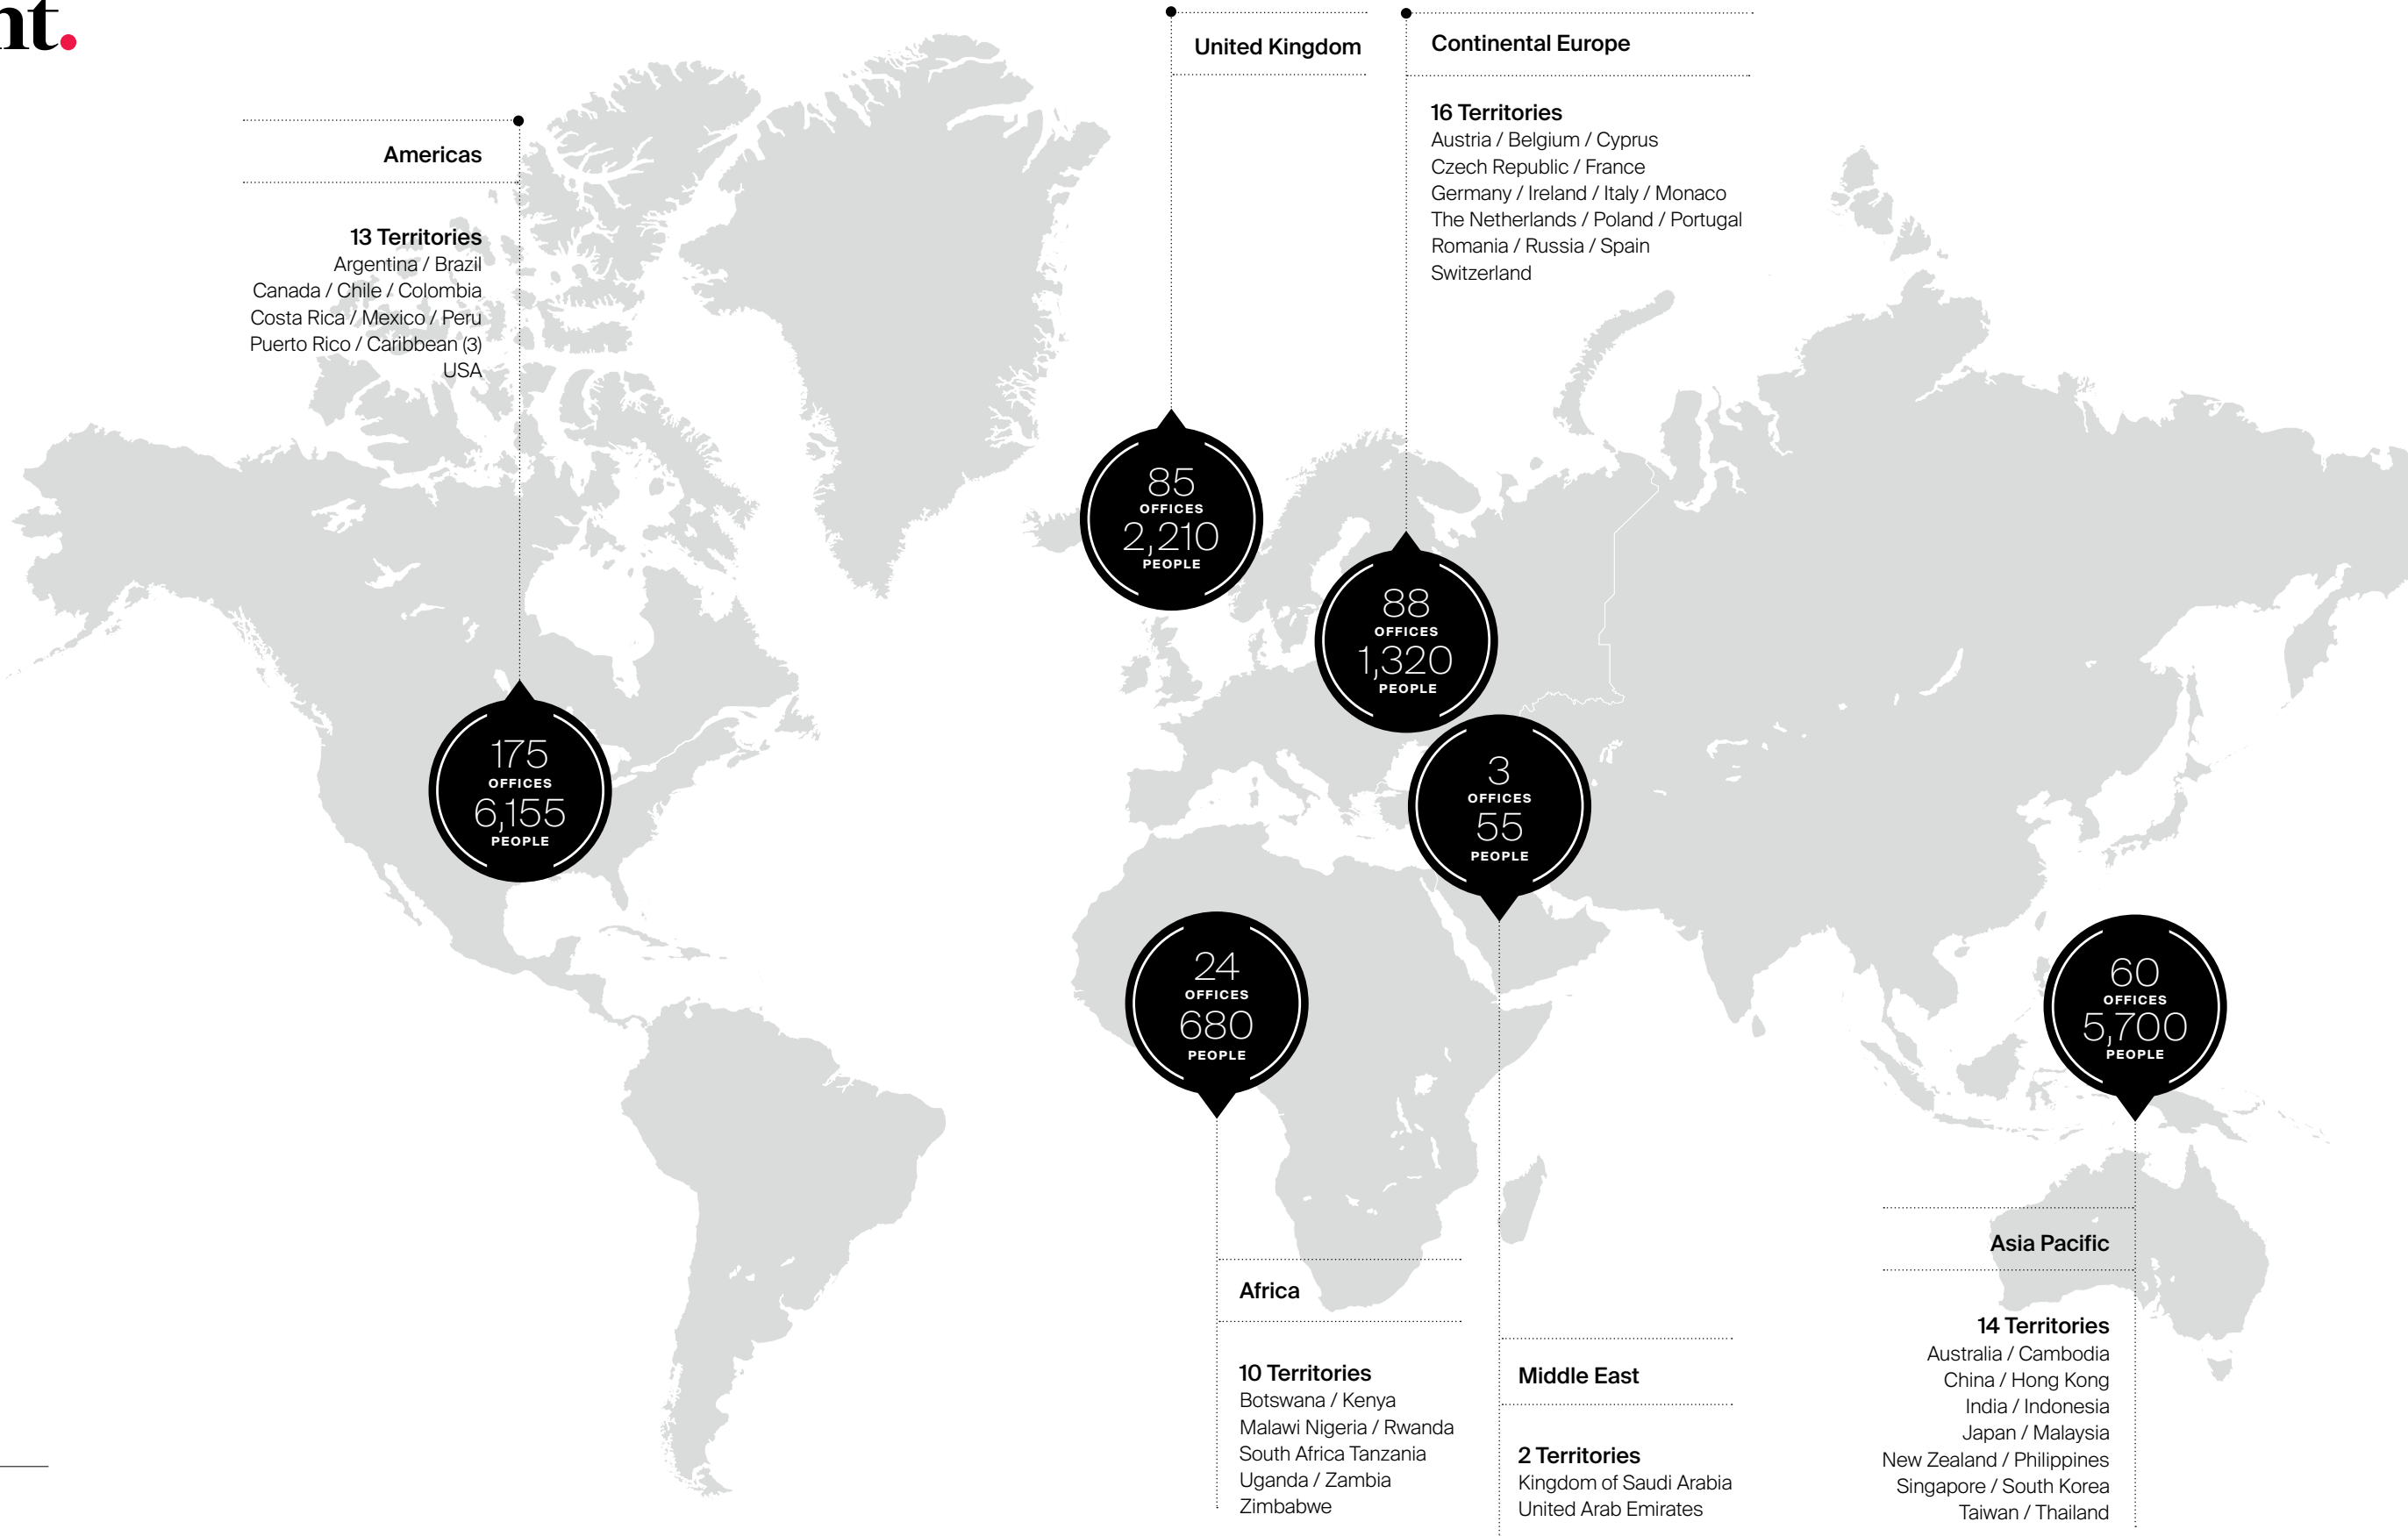 nt.
United Kingdom
Continental Europe
16 Territories
Austria / Belgium / Cyprus
Czech Republic / France
Germany / Ireland / Italy / Monaco
The Netherlands / Poland / Portugal
Romania / Russia / Spain
Switzerland
Americas
13 Territories
Argentina / Brazil
Canada / Chile / Colombia
Costa Rica / Mexico / Peru
Puerto Rico / Caribbean (3)
USA
85
OFFICES
2,210
PEOPLE
88
OFFICES
1,320
PEOPLE
175
OFFICES
6,155
PEOPLE
3
OFFICES
55
PEOPLE
24
OFFICES
680
PEOPLE
60
OFFICES
5,700
PEOPLE
Africa
10 Territories
Botswana / Kenya
Malawi Nigeria / Rwanda
South Africa Tanzania
Uganda / Zambia
Zimbabwe
Middle East
2 Territories
Kingdom of Saudi Arabia
United Arab Emirates
Asia Pacific
14 Territories
Australia / Cambodia
China / Hong Kong
India / Indonesia
Japan / Malaysia
New Zealand / Philippines
Singapore / South Korea
Taiwan / Thailand